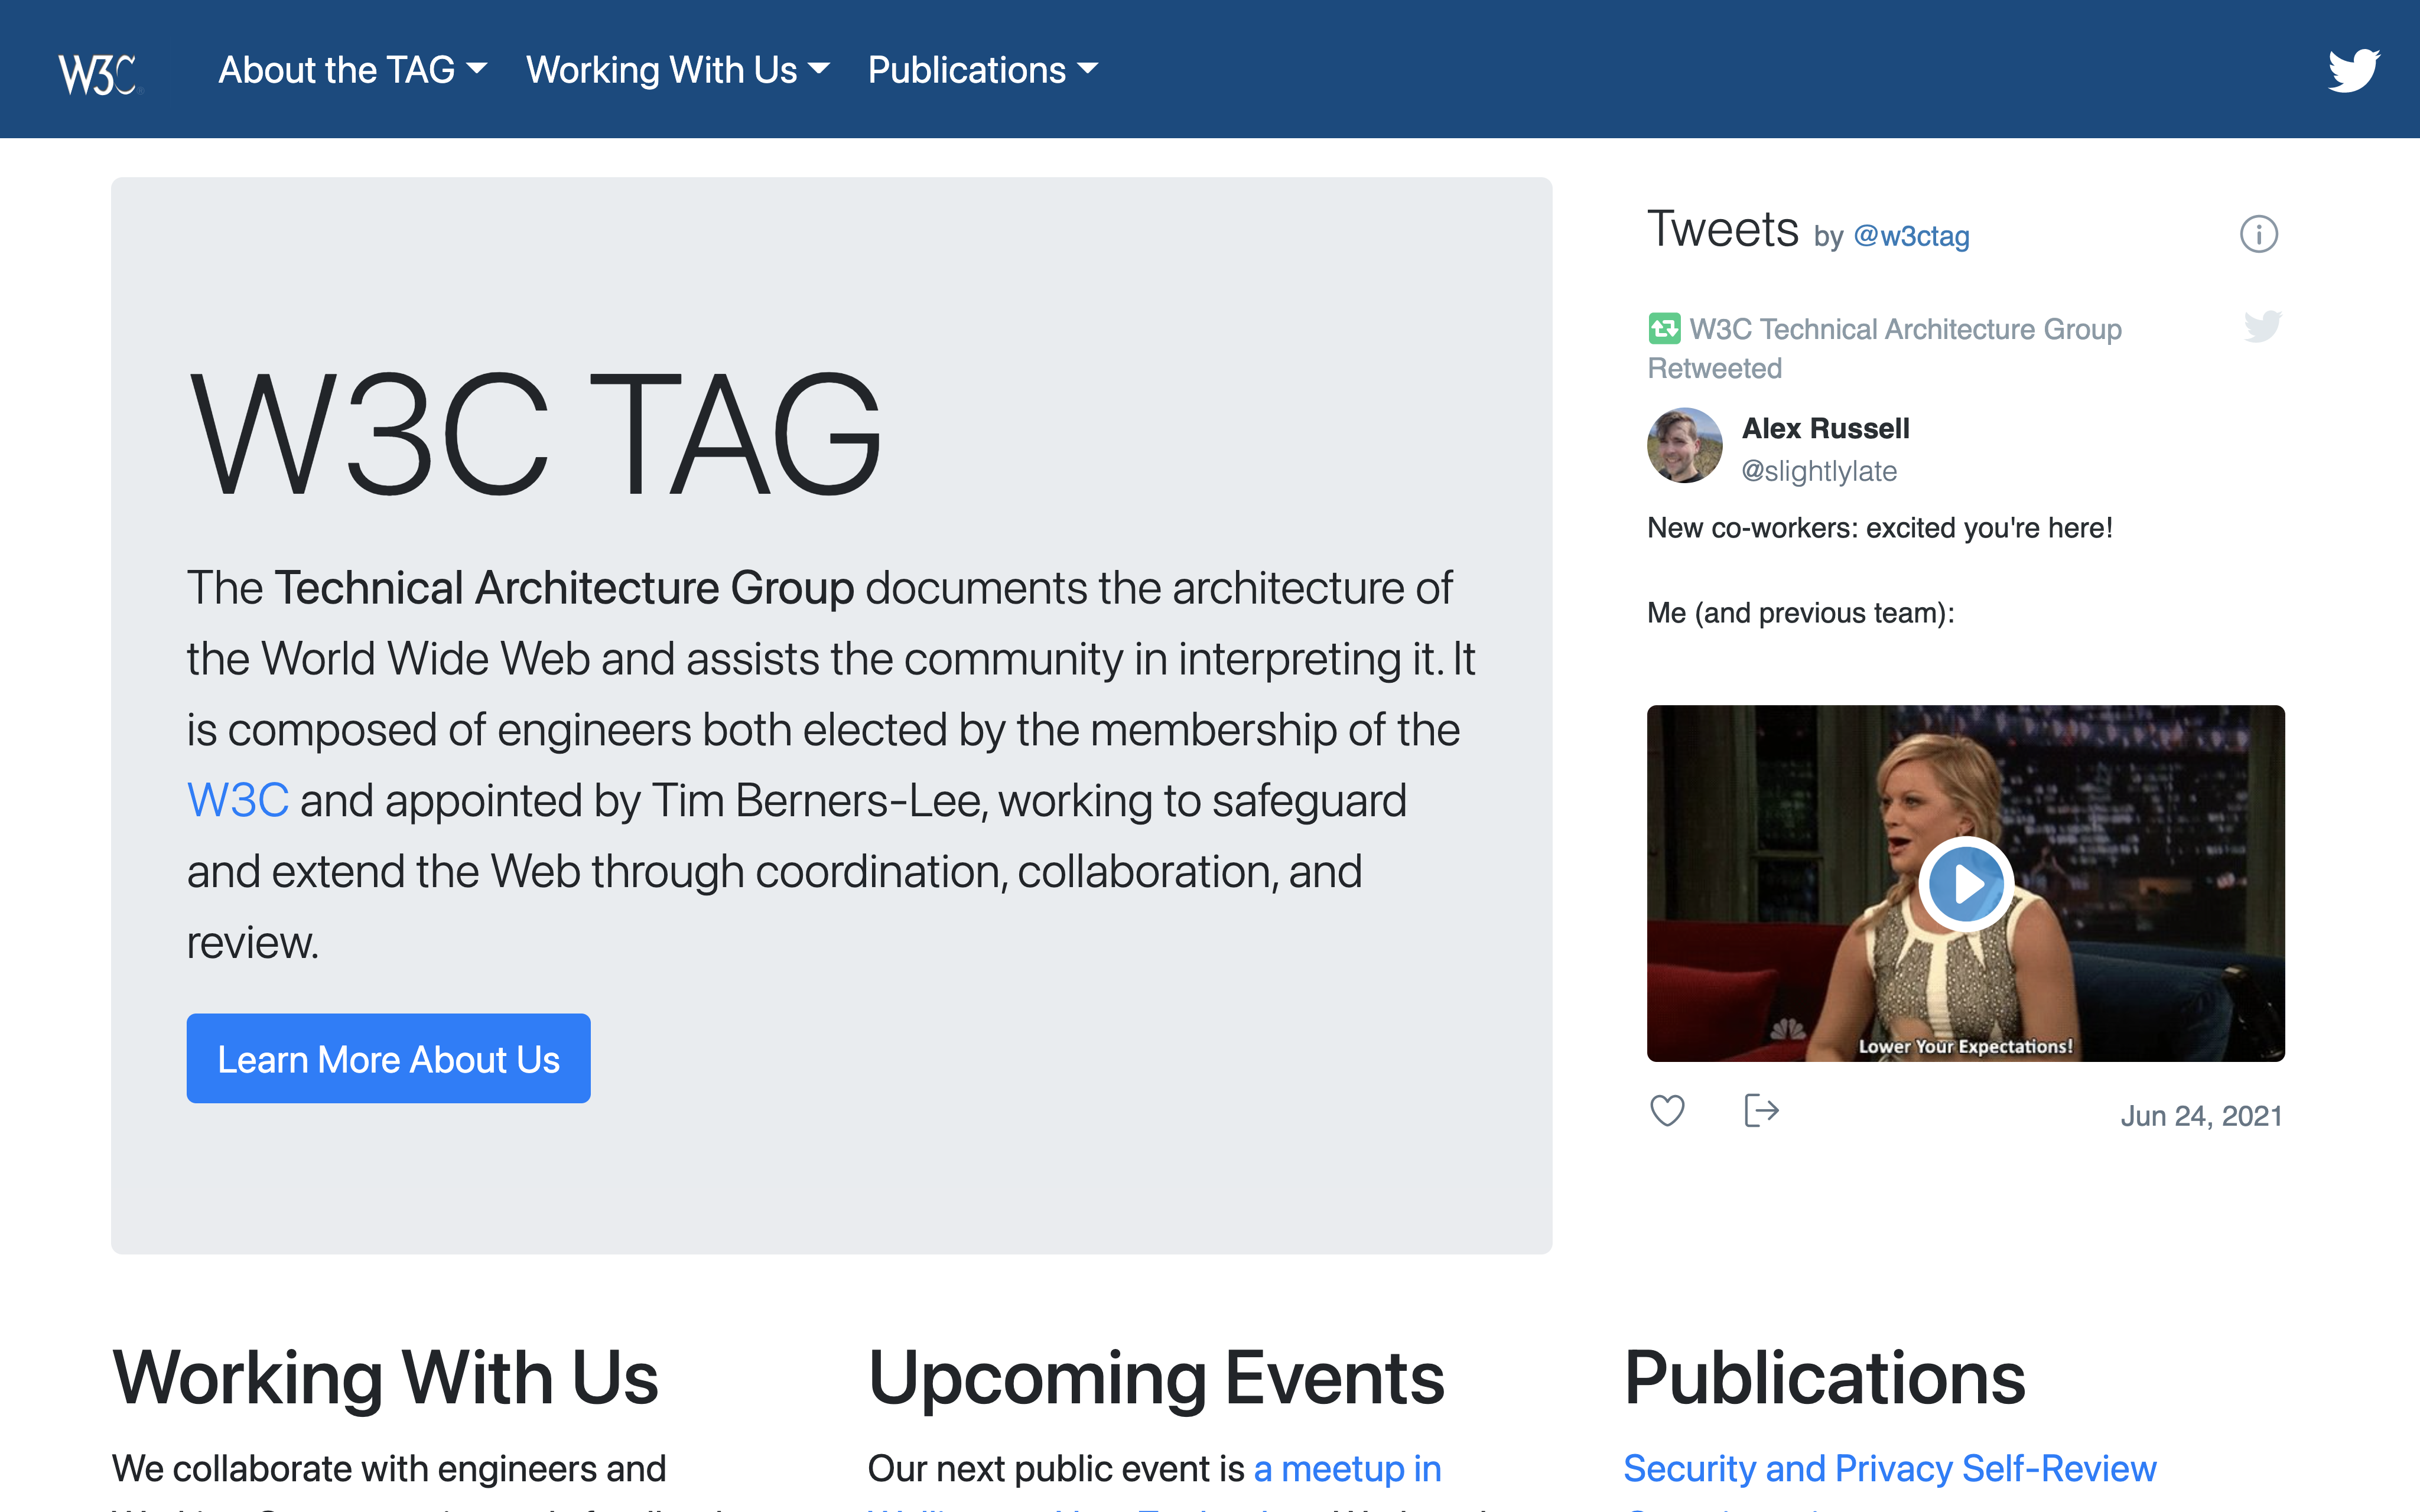 W3C
About the TAG
Working With Us
Publications
W3C TAG
The Technical Architecture Group documents the architecture of
the World Wide Web and assists the community in interpreting it. It
is composed of engineers both elected by the membership of the
W3C and appointed by Tim Berners-Lee, working to safeguard
and extend the Web through coordination, collaboration, and
review.
Learn More About Us
Tweets by @w3ctag
W3C Technical Architecture Group
Retweeted
Alex Russell
@slightlylate
New co-workers: excited you're here!
Me (and previous team):
Lower Your Expectations!
Jun 24, 2021
Working With Us
We collaborate with engineers and
Upcoming Events
Our next public event is a meetup in
Publications
Security and Privacy Self-Review